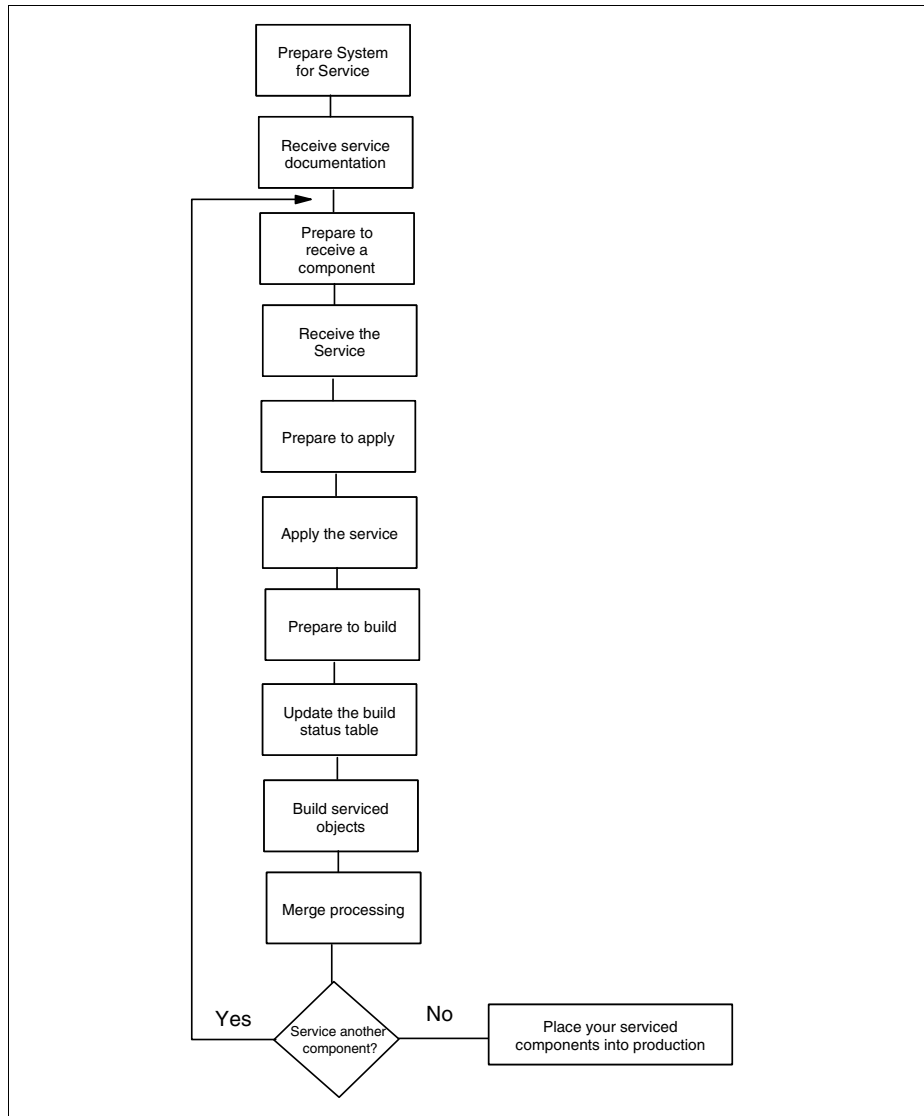 Prepare System
for Service
Receive service
documentation
Prepare to
receive a
component
Receive the
Service
Prepare to apply
Apply the service
Prepare to build
Update the build
status table
Build serviced
objects
Merge processing
Service another
component?
Yes
No
Place your serviced
components into production